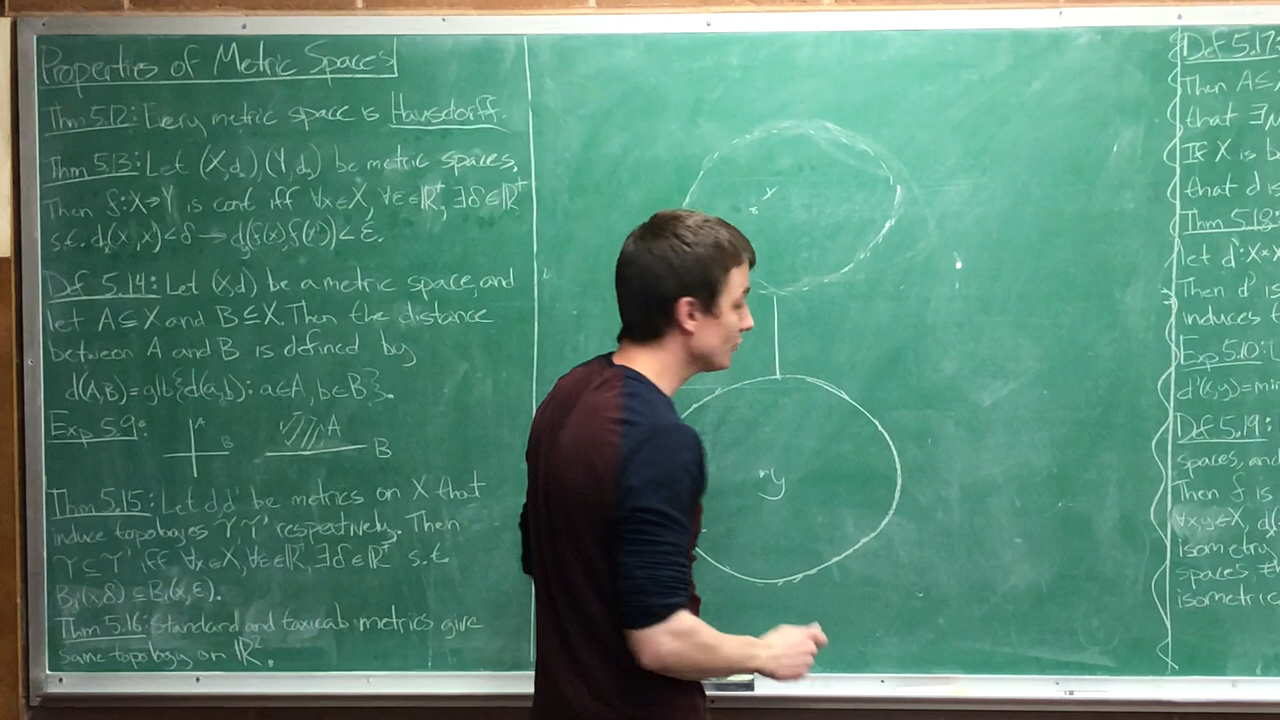 Properties of Metric Spaces
Thm 5.12: Every metric space is Hausdorff.
Thm 5.13: Let (X,dₓ),(Y,dᵧ) be metric spaces.
Then f:X→Y is cont iff ∀x∈X, ∀ε∈ℝ⁺, ∃δ∈ℝ⁺
s.t. dₓ(x,x')<δ → dᵧ(f(x),f(x'))<ε.
Def 5.14: Let (X,d) be a metric space, and
let A⊆X and B⊆X. Then the distance
between A and B is defined by
d(A,B)=glb{d(a,b): a∈A, b∈B}.
Exp 5.9:
A
B
A
B
Thm 5.15: Let d,d' be metrics on X that
induce topologies τ,τ' respectively. Then
τ⊆τ' iff ∀x∈X, ∀ε∈ℝ⁺, ∃δ∈ℝ⁺ s.t.
B_d'(x,δ)⊆B_d(x,ε).
Thm 5.16: Standard and taxicab metrics give
same topology on ℝ².
x
y
Def 5.17:
Then A⊆
that ∃
If X is b
that d is
Thm 5.18:
let d':X×X
Then d' is
induces t
Exp 5.10:
d'(x,y)=min
Def 5.19:
spaces, and
Then f is
∀x,y∈X, d(
isometry
spaces, th
isometric